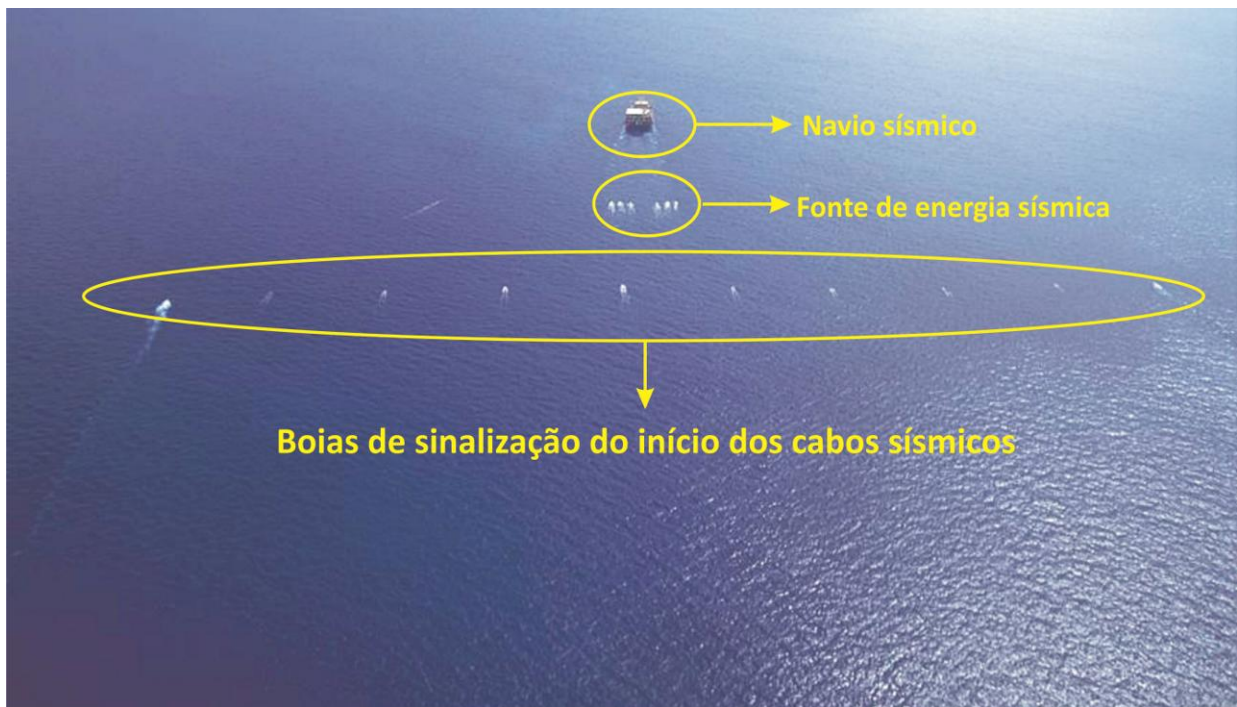 Navio sísmico
Fonte de energia sísmica
Boias de sinalização do início dos cabos sísmicos